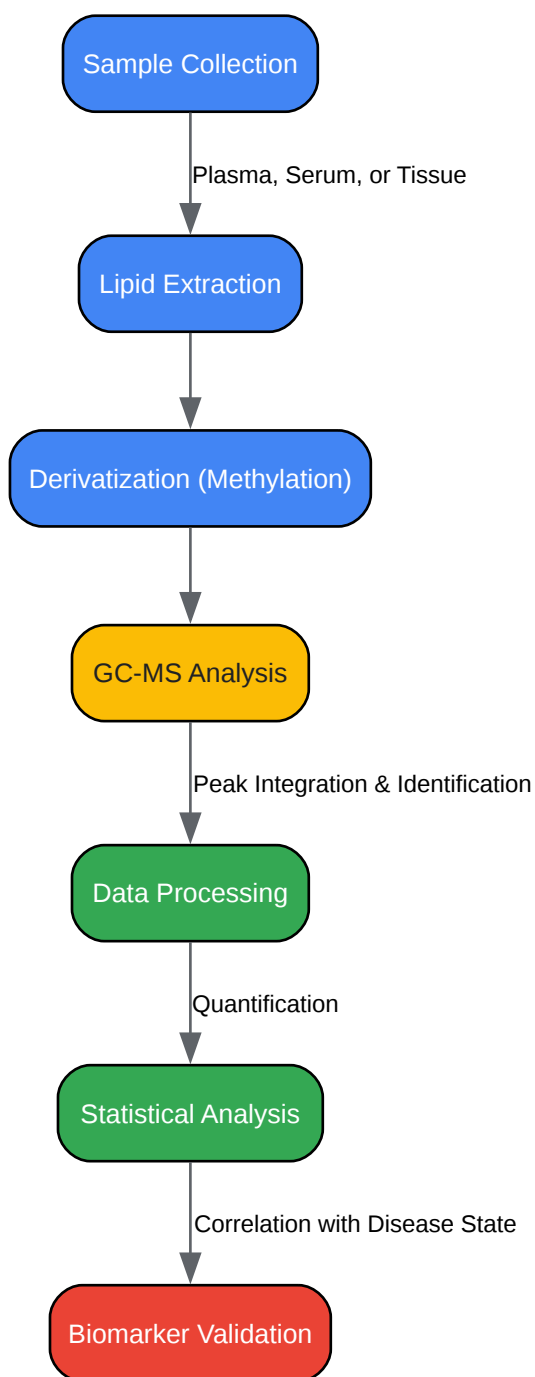 Sample Collection
Plasma, Serum, or Tissue
Lipid Extraction
Derivatization (Methylation)
GC-MS Analysis
Peak Integration & Identification
Data Processing
Quantification
Statistical Analysis
Correlation with Disease State
Biomarker Validation